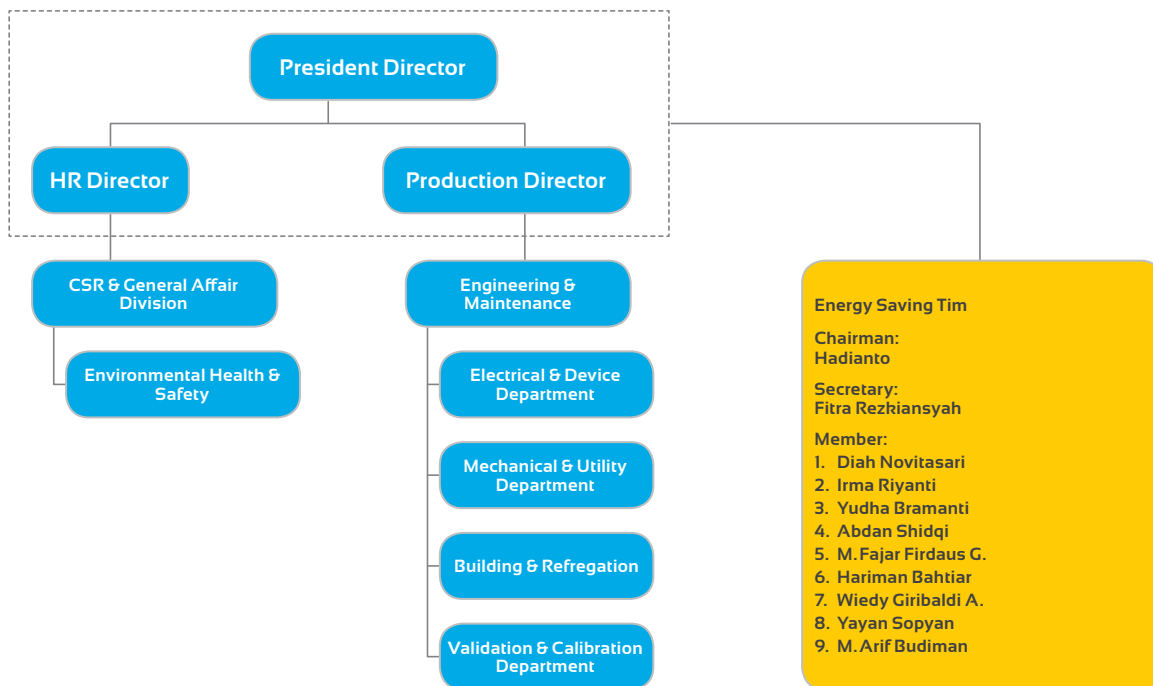 President Director
HR Director
Production Director
CSR & General Affair
Division
Environmental Health &
Safety
Engineering &
Maintenance
Electrical & Device
Department
Mechanical & Utility
Department
Building & Refregation
Validation & Calibration
Department
Energy Saving Tim
Chairman:
Hadianto
Secretary:
Fitra Rezkiansyah
Member:
1. Diah Novitasari
2. Irma Riyanti
3. Yudha Bramanti
4. Abdan Shidqi
5. M.Fajar Firdaus G.
6. Hariman Bahtiar
7. Wiedy Giribaldi A.
8. Yayan Sopyan
9. M.Arif Budiman